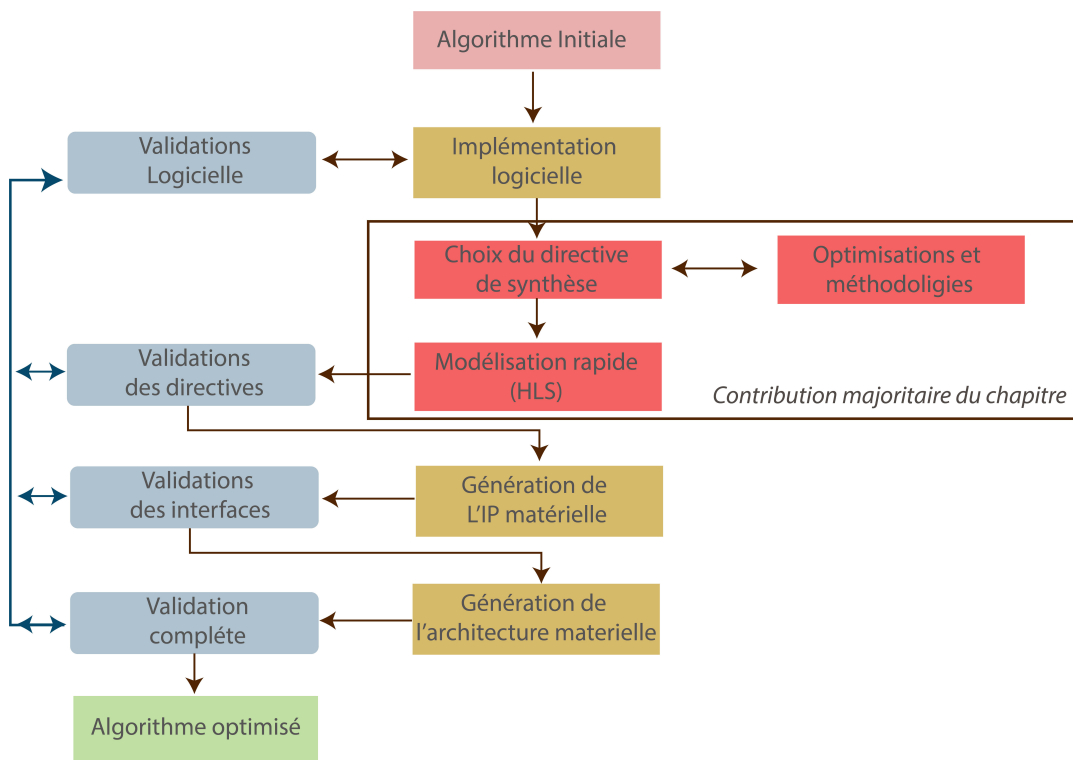 Algorithme Initiale
Validations
Logicielle
Implémentation
logicielle
Choix du directive
de synthèse
Optimisations et
méthodoligies
Validations
des directives
Modélisation rapide
(HLS)
Contribution majoritaire du chapitre
Validations
des interfaces
Génération de
L'IP matérielle
Validation
compléte
Génération de
l'architecture materielle
Algorithme optimisé